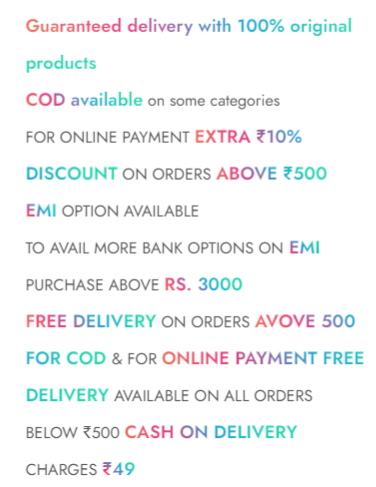 Guaranteed delivery with 100% original
products
COD available on some categories
FOR ONLINE PAYMENT EXTRA ₹10%
DISCOUNT ON ORDERS ABOVE ₹500
EMI OPTION AVAILABLE
TO AVAIL MORE BANK OPTIONS ON EMI
PURCHASE ABOVE RS. 3000
FREE DELIVERY ON ORDERS AVOVE 500
FOR COD & FOR ONLINE PAYMENT FREE
DELIVERY AVAILABLE ON ALL ORDERS
BELOW ₹500 CASH ON DELIVERY
CHARGES ₹49